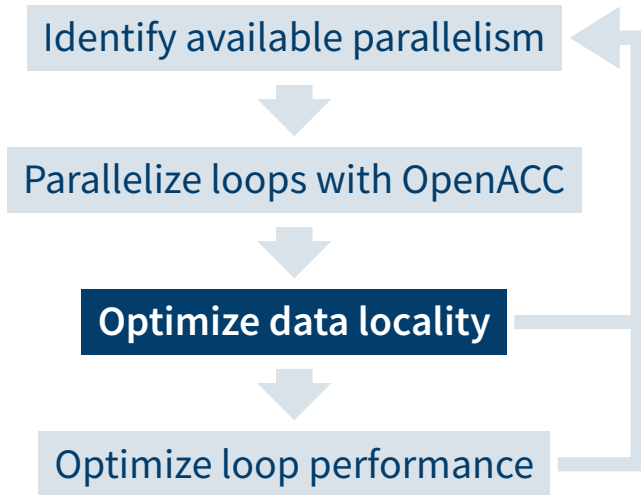 Identify available parallelism
Parallelize loops with OpenACC
Optimize data locality
Optimize loop performance